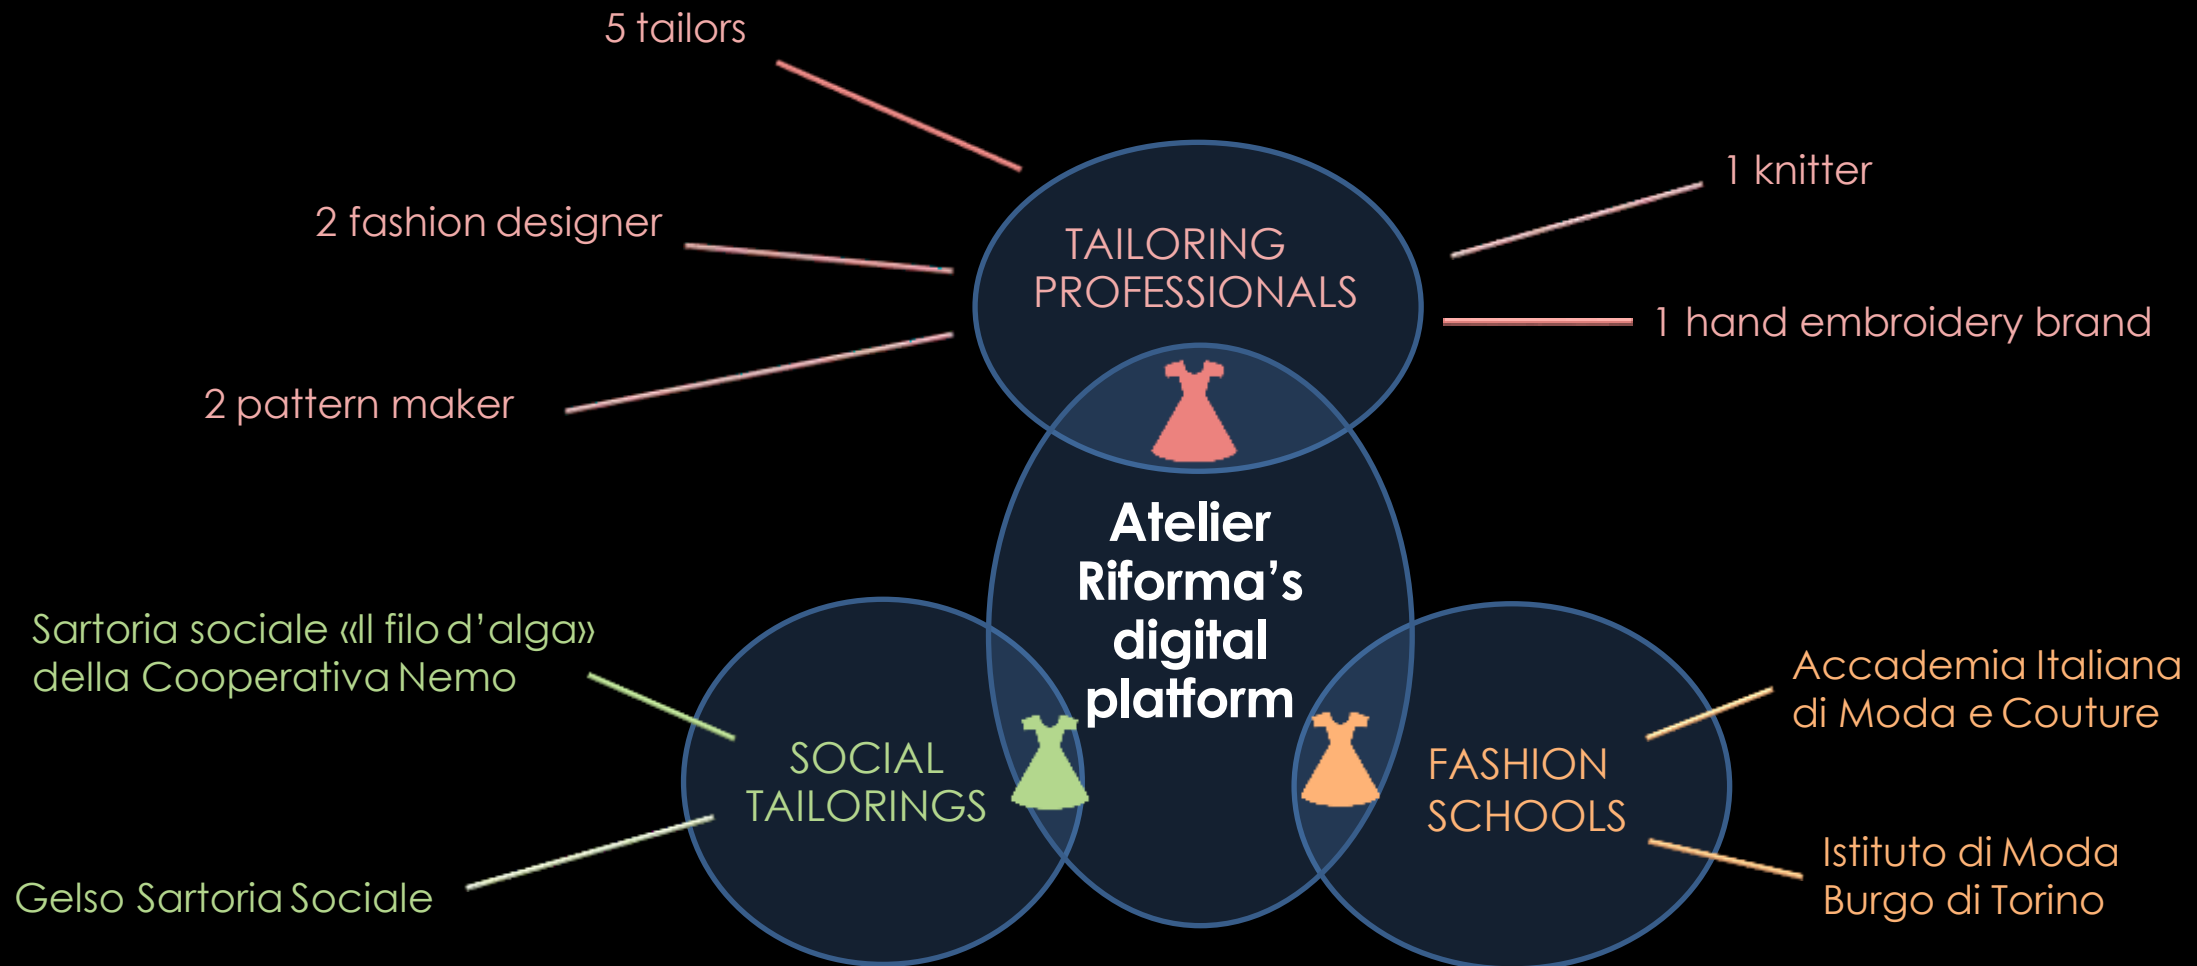 5 tailors
1 knitter
2 fashion designer
TAILORING
PROFESSIONALS
1 hand embroidery brand
2 pattern maker
Atelier
Riforma’s
digital
platform
Sartoria sociale «Il filo d’alga»
della Cooperativa Nemo
SOCIAL
TAILORINGS
Gelso Sartoria Sociale
FASHION
SCHOOLS
Accademia Italiana
di Moda e Couture
Istituto di Moda
Burgo di Torino